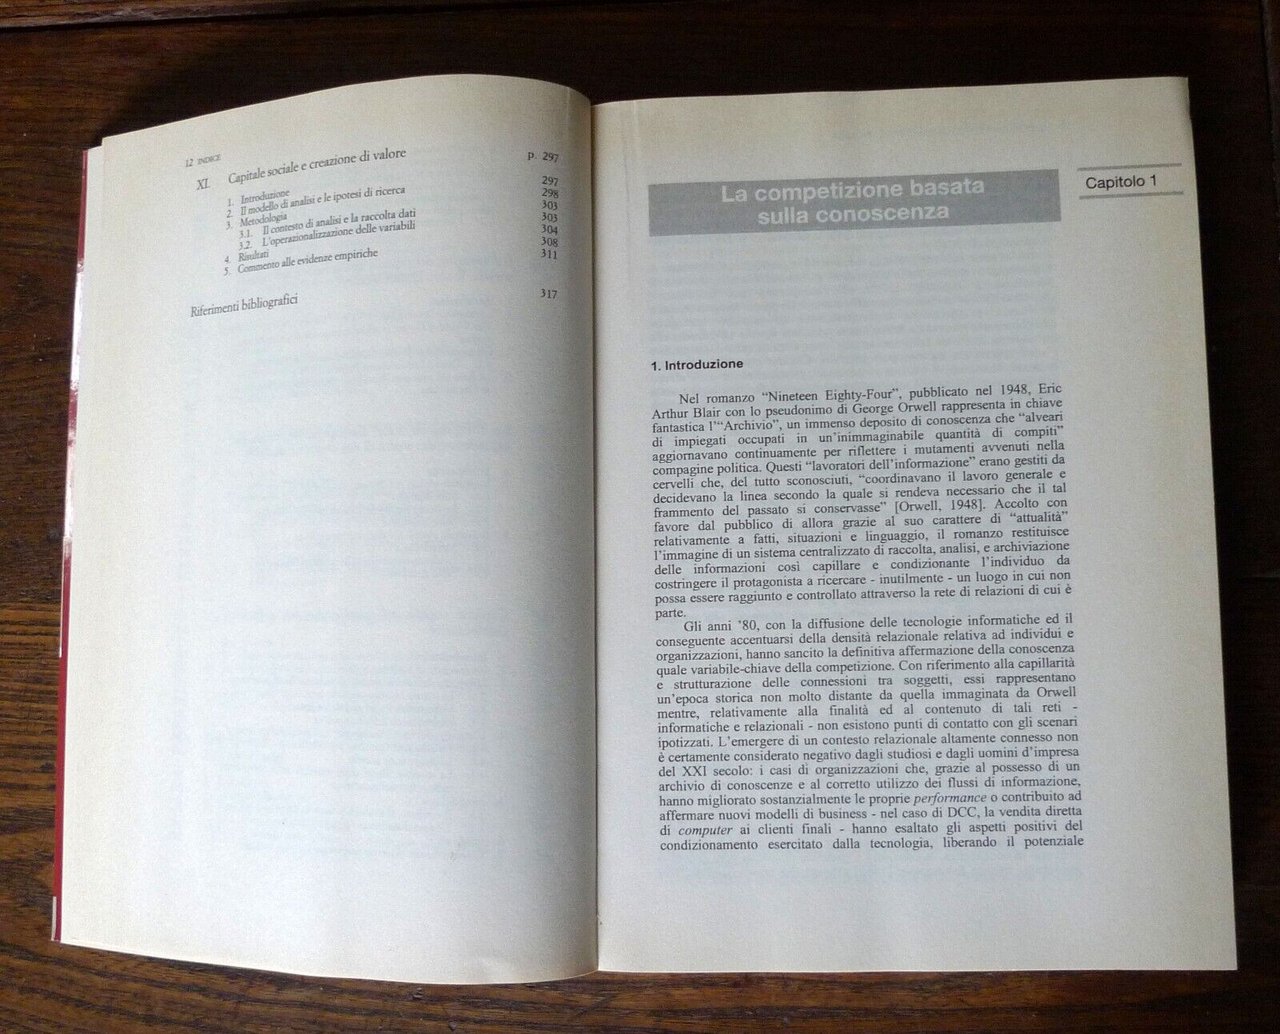 12 INDICE
XI. Capitale sociale e creazione di valore p. 297
1. Introduzione 297
2. Il modello di analisi e le ipotesi di ricerca 298
3. Metodologia 303
3.1. Il contesto di analisi e la raccolta dati 303
3.2. L'operazionalizzazione delle variabili 304
4. Risultati 308
5. Commento alle evidenze empiriche 311
Riferimenti bibliografici 317
La competizione basata
sulla conoscenza
Capitolo 1
1. Introduzione
Nel romanzo “Nineteen Eighty-Four”, pubblicato nel 1948, Eric
Arthur Blair con lo pseudonimo di George Orwell rappresenta in chiave
fantastica l'“Archivio”, un immenso deposito di conoscenza che “alveari
di impiegati occupati in un'inimmaginabile quantità di compiti”
aggiornavano continuamente per riflettere i mutamenti avvenuti nella
compagine politica. Questi “lavoratori dell'informazione” erano gestiti da
cervelli che, del tutto sconosciuti, “coordinavano il lavoro generale e
decidevano la linea secondo la quale si rendeva necessario che il tal
frammento del passato si conservasse” [Orwell, 1948]. Accolto con
favore dal pubblico di allora grazie al suo carattere di “attualità”
relativamente a fatti, situazioni e linguaggio, il romanzo restituisce
l'immagine di un sistema centralizzato di raccolta, analisi, e archiviazione
delle informazioni così capillare e condizionante l'individuo da
costringere il protagonista a ricercare - inutilmente - un luogo in cui non
possa essere raggiunto e controllato attraverso la rete di relazioni di cui è
parte.
Gli anni '80, con la diffusione delle tecnologie informatiche ed il
conseguente accentuarsi della densità relazionale relativa ad individui e
organizzazioni, hanno sancito la definitiva affermazione della conoscenza
quale variabile-chiave della competizione. Con riferimento alla capillarità
e strutturazione delle connessioni tra soggetti, essi rappresentano
un'epoca storica non molto distante da quella immaginata da Orwell
mentre, relativamente alla finalità ed al contenuto di tali reti -
informatiche e relazionali - non esistono punti di contatto con gli scenari
ipotizzati. L'emergere di un contesto relazionale altamente connesso non
è certamente considerato negativo dagli studiosi e dagli uomini d'impresa
del XXI secolo: i casi di organizzazioni che, grazie al possesso di un
archivio di conoscenze e al corretto utilizzo dei flussi di informazione,
hanno migliorato sostanzialmente le proprie performance o contribuito ad
affermare nuovi modelli di business - nel caso di DCC, la vendita diretta
di computer ai clienti finali - hanno esaltato gli aspetti positivi del
condizionamento esercitato dalla tecnologia, liberando il potenziale